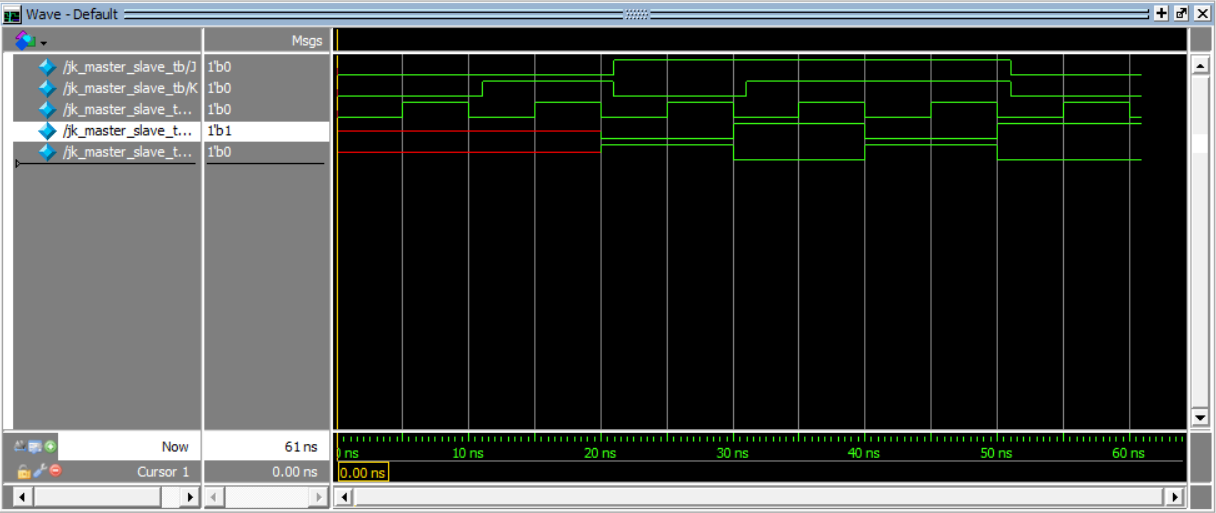 Wave - Default
Msgs
/jk_master_slave_tb/J 1'b0
/jk_master_slave_tb/K 1'b0
/jk_master_slave_t... 1'b0
/jk_master_slave_t... 1'b1
/jk_master_slave_t... 1'b0
Now 61 ns
ns 10 ns 20 ns 30 ns 40 ns 50 ns 60 ns
Cursor 1 0.00 ns 0.00 ns